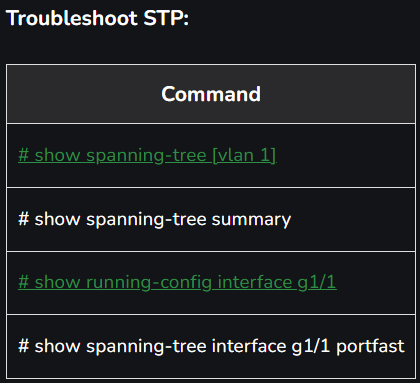 Troubleshoot STP:
Command
# show spanning-tree [vlan 1]
# show spanning-tree summary
# show running-config interface g1/1
# show spanning-tree interface g1/1 portfast